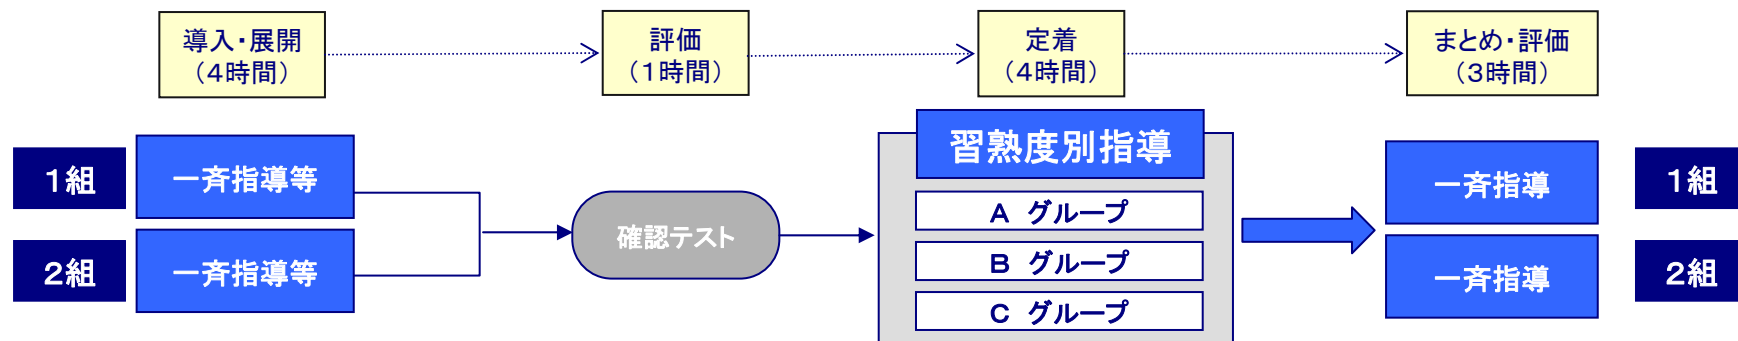 導入・展開
（4時間）
評価
（1時間）
定着
（4時間）
まとめ・評価
（3時間）
1組
一斉指導等
2組
一斉指導等
確認テスト
習熟度別指導
A グループ
B グループ
C グループ
一斉指導
1組
一斉指導
2組